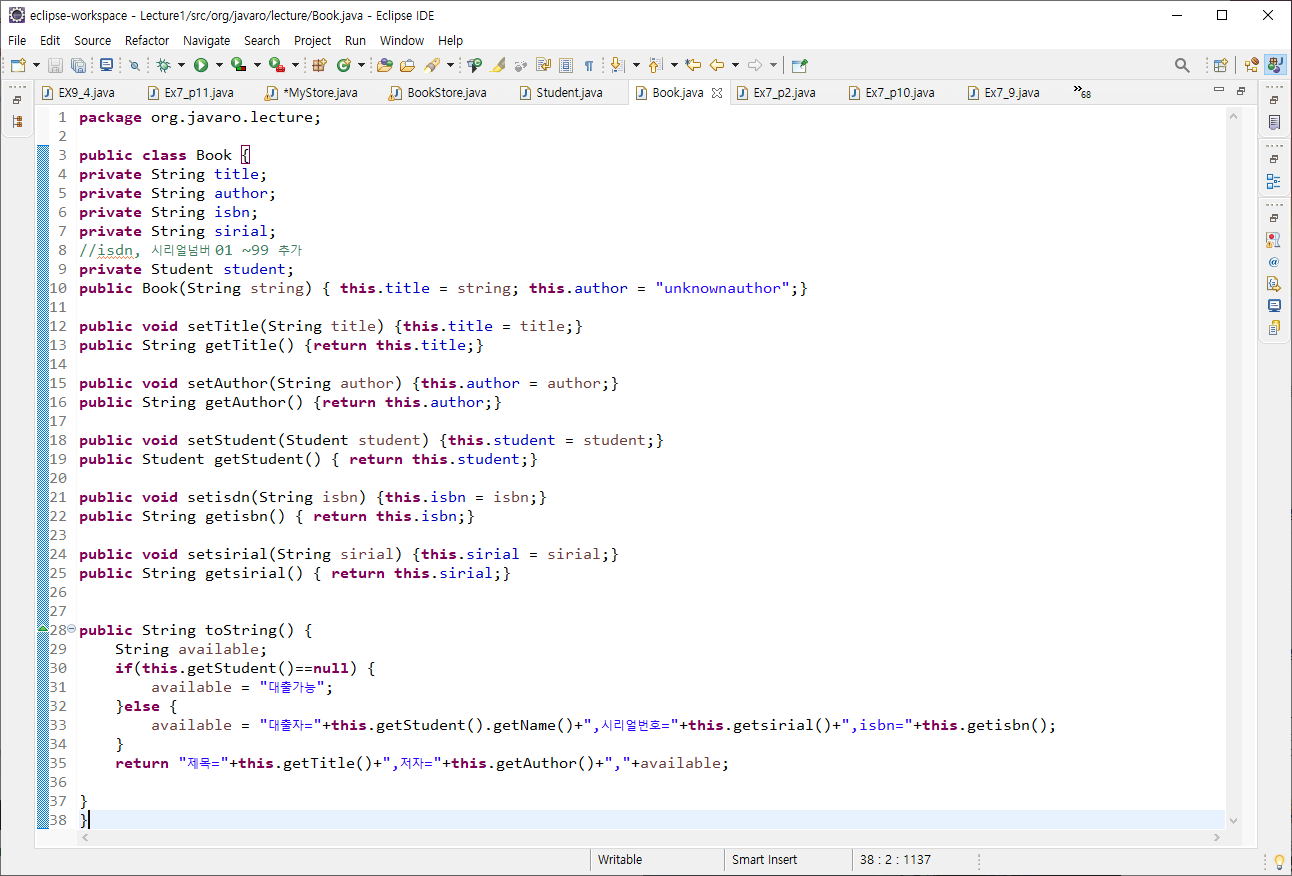 eclipse-workspace - Lecture1/src/org/javaro/lecture/Book.java - Eclipse IDE
File Edit Source Refactor Navigate Search Project Run Window Help
EX9_4.java Ex7_p11.java *MyStore.java BookStore.java Student.java Book.java Ex7_p2.java Ex7_p10.java Ex7_9.java »68
1 package org.javaro.lecture;
2
3 public class Book {
4 private String title;
5 private String author;
6 private String isbn;
7 private String sirial;
8 //isdn, 시리얼넘버 01 ~99 추가
9 private Student student;
10 public Book(String string) { this.title = string; this.author = "unknownauthor";}
11
12 public void setTitle(String title) {this.title = title;}
13 public String getTitle() {return this.title;}
14
15 public void setAuthor(String author) {this.author = author;}
16 public String getAuthor() {return this.author;}
17
18 public void setStudent(Student student) {this.student = student;}
19 public Student getStudent() { return this.student;}
20
21 public void setisdn(String isbn) {this.isbn = isbn;}
22 public String getisbn() { return this.isbn;}
23
24 public void setsirial(String sirial) {this.sirial = sirial;}
25 public String getsirial() { return this.sirial;}
26
27
28 public String toString() {
29     String available;
30     if(this.getStudent()==null) {
31         available = "대출가능";
32     }else {
33         available = "대출자="+this.getStudent().getName()+",시리얼번호="+this.getsirial()+",isbn="+this.getisbn();
34     }
35     return "제목="+this.getTitle()+",저자="+this.getAuthor()+","+available;
36
37 }
38 }
Writable Smart Insert 38 : 2 : 1137